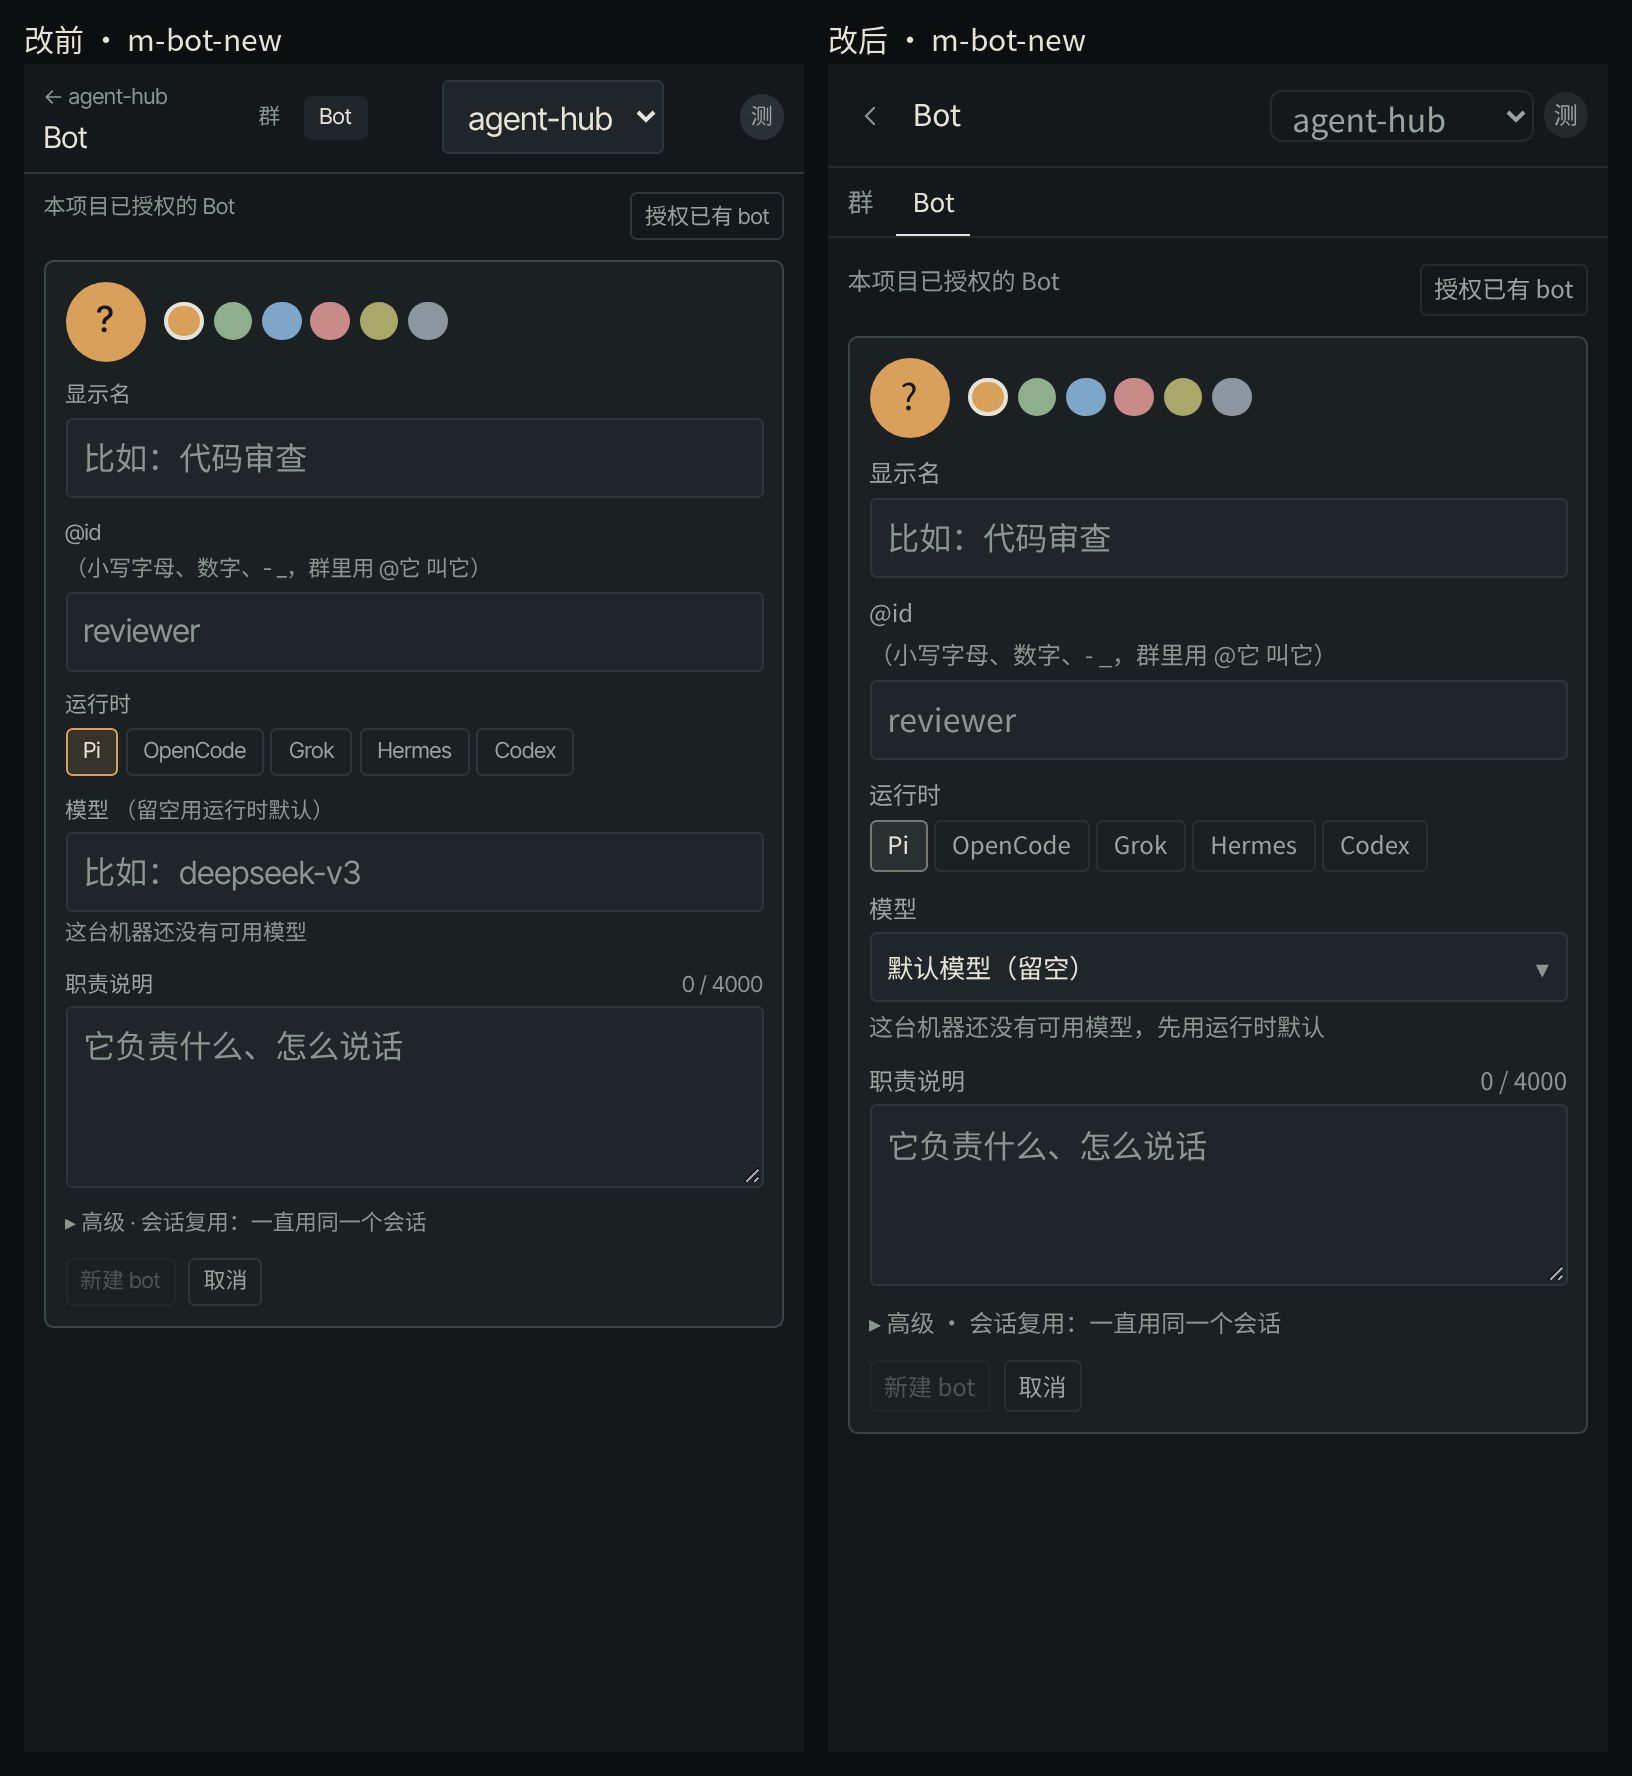 改前 · m-bot-new
← agent-hub
Bot
群
Bot
agent-hub
测
本项目已授权的 Bot
授权已有 bot
?
显示名
比如：代码审查
@id
（小写字母、数字、- _，群里用 @它 叫它）
reviewer
运行时
Pi
OpenCode
Grok
Hermes
Codex
模型 （留空用运行时默认）
比如：deepseek-v3
这台机器还没有可用模型
职责说明
0 / 4000
它负责什么、怎么说话
▸ 高级 · 会话复用：一直用同一个会话
新建 bot
取消
改后 · m-bot-new
Bot
agent-hub
测
群
Bot
本项目已授权的 Bot
授权已有 bot
?
显示名
比如：代码审查
@id
（小写字母、数字、- _，群里用 @它 叫它）
reviewer
运行时
Pi
OpenCode
Grok
Hermes
Codex
模型
默认模型（留空）
这台机器还没有可用模型，先用运行时默认
职责说明
0 / 4000
它负责什么、怎么说话
▸ 高级 · 会话复用：一直用同一个会话
新建 bot
取消